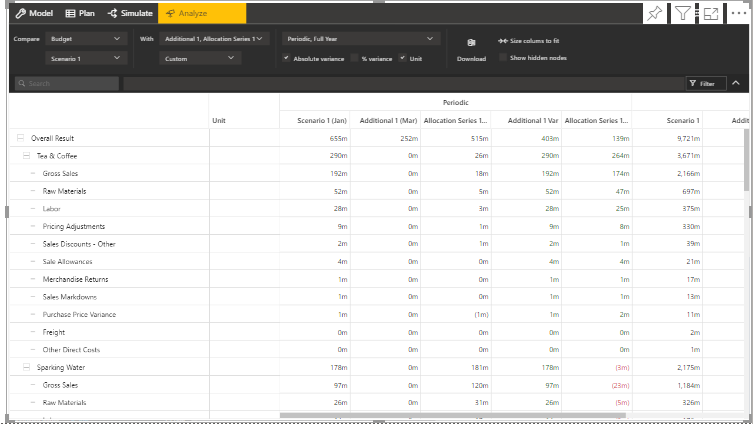 Model Plan Simulate Analyze
Compare Budget With Additional 1, Allocation Series 1 Periodic, Full Year Size colums to fit
Scenario 1 Custom Absolute variance % variance Unit Download Show hidden nodes
Search Filter
Periodic
Unit Scenario 1 (Jan) Additional 1 (Mar) Allocation Series 1... Additional 1 Var Allocation Series 1... Scenario 1 Addit
Overall Result 655m 252m 515m 403m 139m 9,721m
Tea & Coffee 290m 0m 26m 290m 264m 3,671m
Gross Sales 192m 0m 18m 192m 174m 2,166m
Raw Materials 52m 0m 5m 52m 47m 697m
Labor 28m 0m 3m 28m 25m 375m
Pricing Adjustments 9m 0m 1m 9m 8m 330m
Sales Discounts - Other 2m 0m 1m 2m 1m 39m
Sale Allowances 4m 0m 0m 4m 4m 21m
Merchandise Returns 1m 0m 0m 1m 1m 17m
Sales Markdowns 1m 0m 0m 1m 1m 13m
Purchase Price Variance 1m 0m (1m) 1m 2m 11m
Freight 0m 0m 0m 0m 0m 2m
Other Direct Costs 0m 0m 0m 0m 0m 1m
Sparking Water 178m 0m 181m 178m (3m) 2,175m
Gross Sales 97m 0m 120m 97m (23m) 1,184m
Raw Materials 26m 0m 31m 26m (5m) 326m